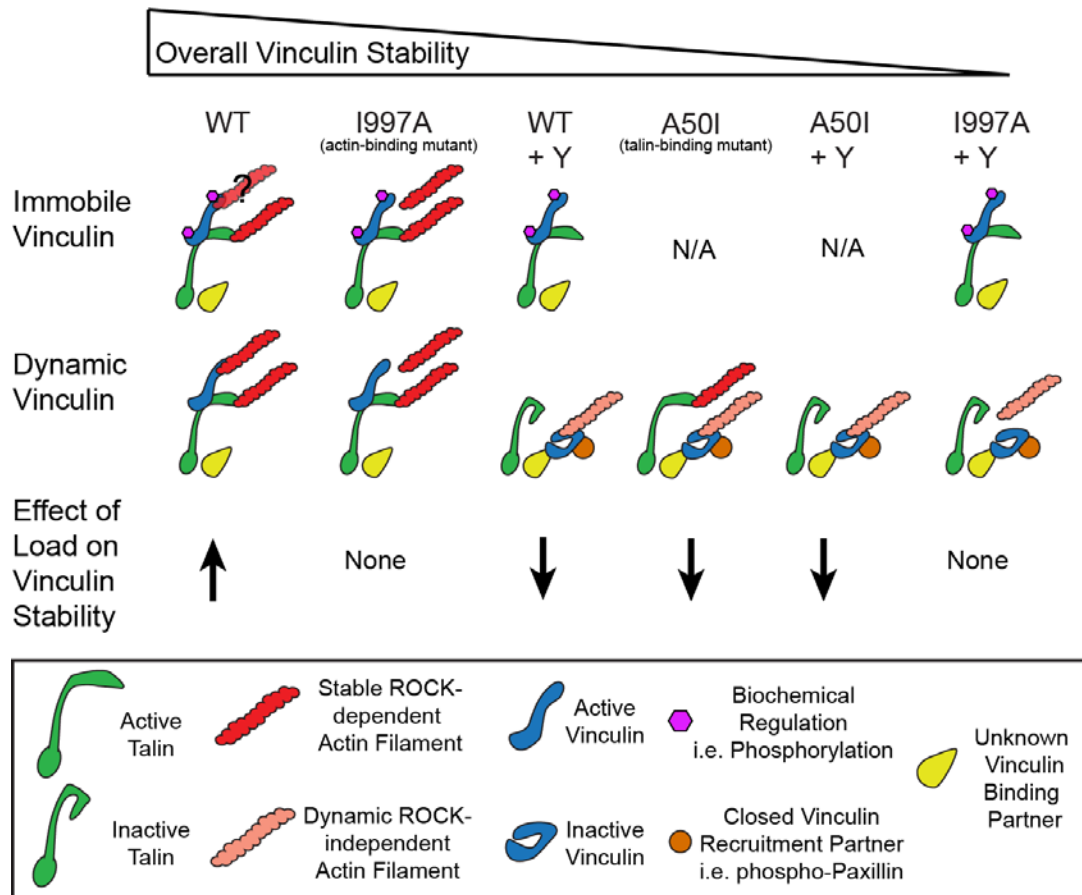 Overall Vinculin Stability
WT
I997A
(actin-binding mutant)
WT
+ Y
A50I
(talin-binding mutant)
A50I
+ Y
I997A
+ Y
Immobile
Vinculin
?
N/A
N/A
Dynamic
Vinculin
Effect of
Load on
Vinculin
Stability
None
None
Active
Talin
Stable ROCK-
dependent
Actin Filament
Active
Vinculin
Biochemical
Regulation
i.e. Phosphorylation
Unknown
Vinculin
Binding
Partner
Inactive
Talin
Dynamic ROCK-
independent
Actin Filament
Inactive
Vinculin
Closed Vinculin
Recruitment Partner
i.e. phospho-Paxillin